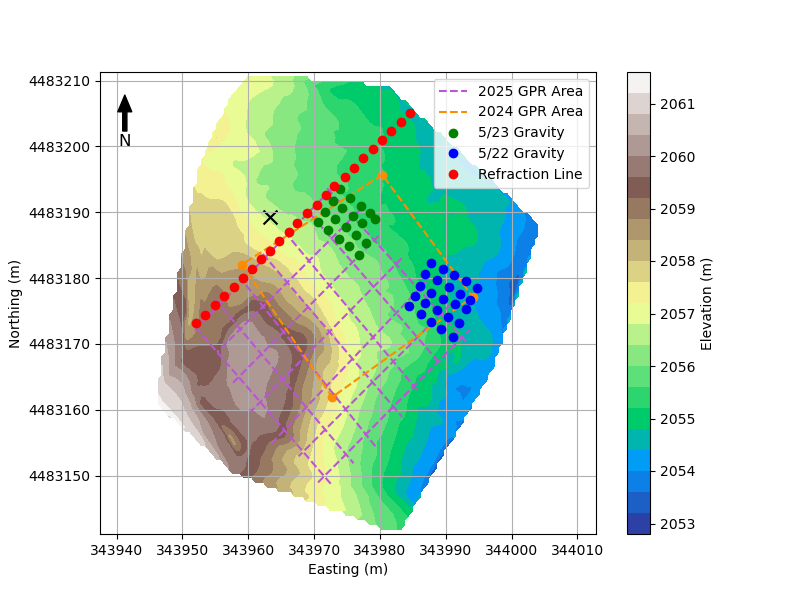 4483210
4483200
4483190
4483180
4483170
4483160
4483150
Northing (m)
N
2025 GPR Area
2024 GPR Area
5/23 Gravity
5/22 Gravity
Refraction Line
343940 343950 343960 343970 343980 343990 344000 344010
Easting (m)
2061
2060
2059
2058
2057
2056
2055
2054
2053
Elevation (m)